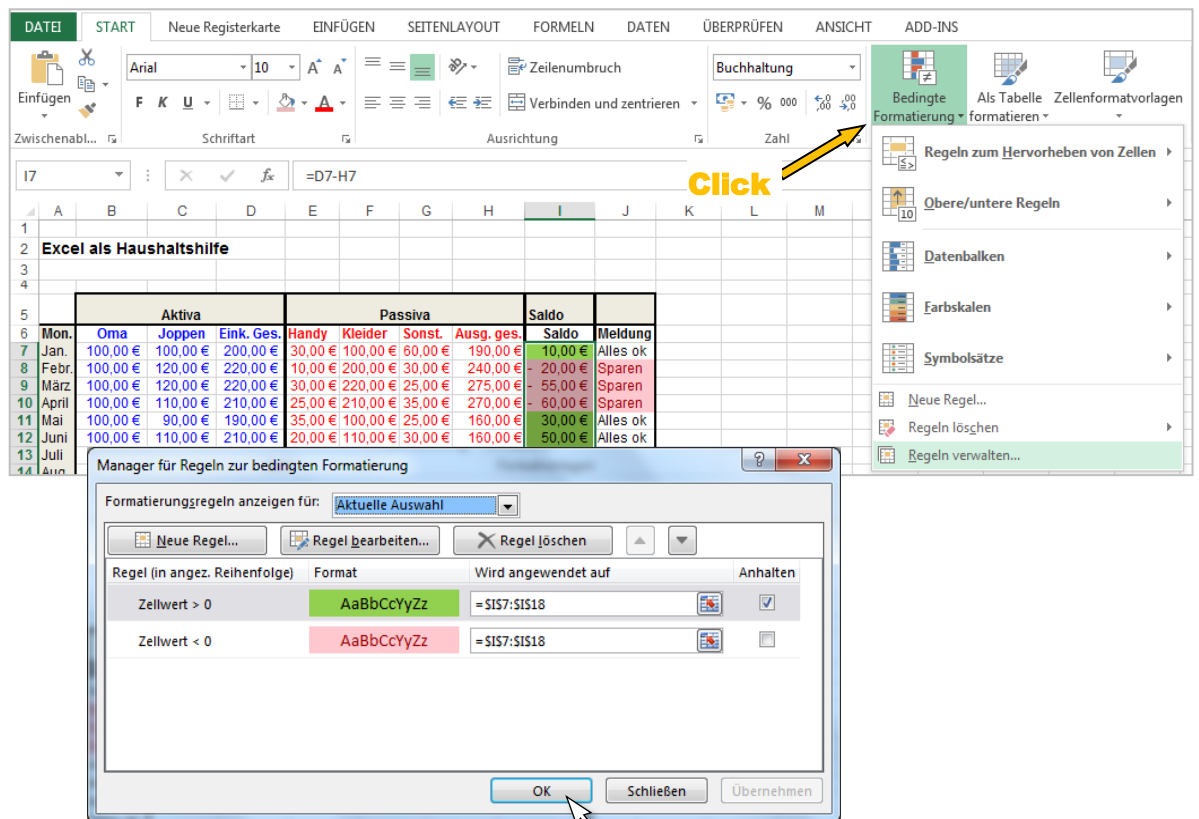 DATEI START Neue Registerkarte EINFÜGEN SEITENLAYOUT FORMELN DATEN ÜBERPRÜFEN ANSICHT ADD-INS
Einfügen
Arial 10 A A
F K U A
Zeilenumbruch
Verbinden und zentrieren
Buchhaltung
% 000 ,00 ,00
Bedingte Formatierung
Als Tabelle formatieren
Zellenformatvorlagen
Zwischenabl... Schriftart Ausrichtung Zahl
I7 fx =D7-H7
Click
Regeln zum Hervorheben von Zellen
Obere/untere Regeln
Datenbalken
Farbskalen
Symbolsätze
Neue Regel...
Regeln löschen
Regeln verwalten...
A B C D E F G H I J K L M
1
2 Excel als Haushaltshilfe
3
4
5 Aktiva Passiva Saldo
6 Mon. Oma Joppen Eink. Ges. Handy Kleider Sonst. Ausg. ges. Saldo Meldung
7 Jan. 100,00 € 100,00 € 200,00 € 30,00 € 100,00 € 60,00 € 190,00 € 10,00 € Alles ok
8 Febr. 100,00 € 120,00 € 220,00 € 10,00 € 200,00 € 30,00 € 240,00 € - 20,00 € Sparen
9 März 100,00 € 120,00 € 220,00 € 30,00 € 220,00 € 25,00 € 275,00 € - 55,00 € Sparen
10 April 100,00 € 110,00 € 210,00 € 25,00 € 210,00 € 35,00 € 270,00 € - 60,00 € Sparen
11 Mai 100,00 € 90,00 € 190,00 € 35,00 € 100,00 € 25,00 € 160,00 € 30,00 € Alles ok
12 Juni 100,00 € 110,00 € 210,00 € 20,00 € 110,00 € 30,00 € 160,00 € 50,00 € Alles ok
13 Juli
14 Aug
Manager für Regeln zur bedingten Formatierung
Formatierungsregeln anzeigen für: Aktuelle Auswahl
Neue Regel... Regel bearbeiten... Regel löschen
Regel (in angez. Reihenfolge) Format Wird angewendet auf Anhalten
Zellwert > 0 AaBbCcYyZz =$I$7:$I$18
Zellwert < 0 AaBbCcYyZz =$I$7:$I$18
OK Schließen Übernehmen